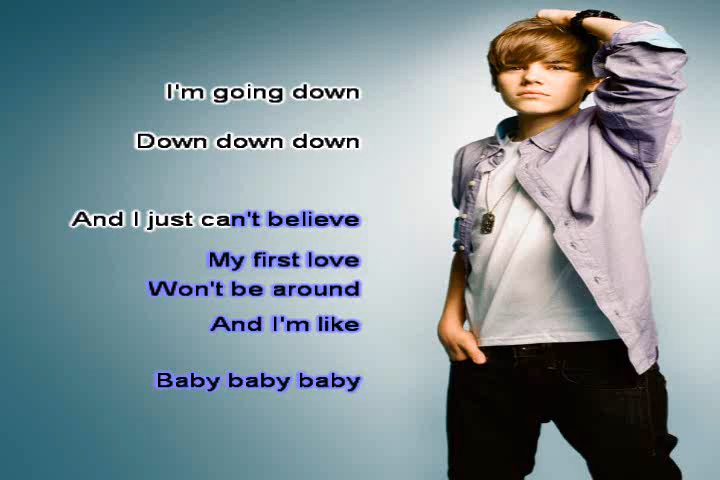 I'm going down
Down down down
And I just can't believe
My first love
Won't be around
And I'm like
Baby baby baby